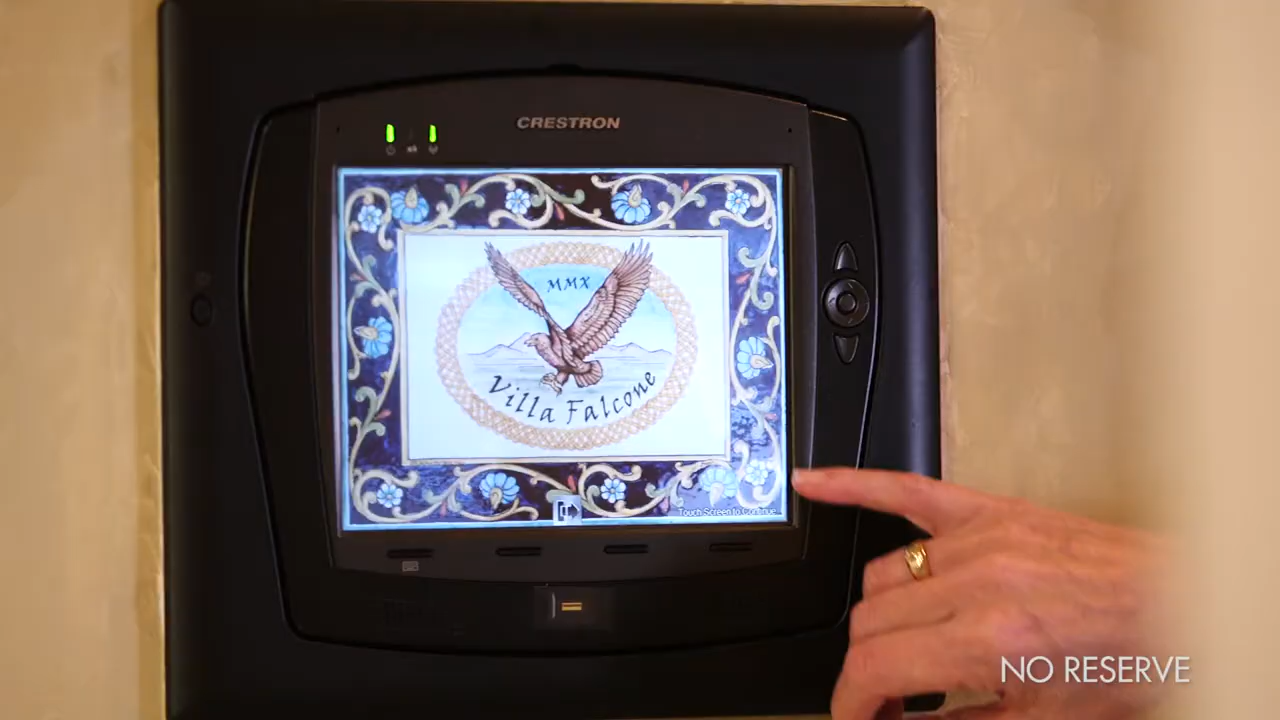 CRESTRON
MMX
Villa Falcone
Touch Screen to Continue...
NO RESERVE